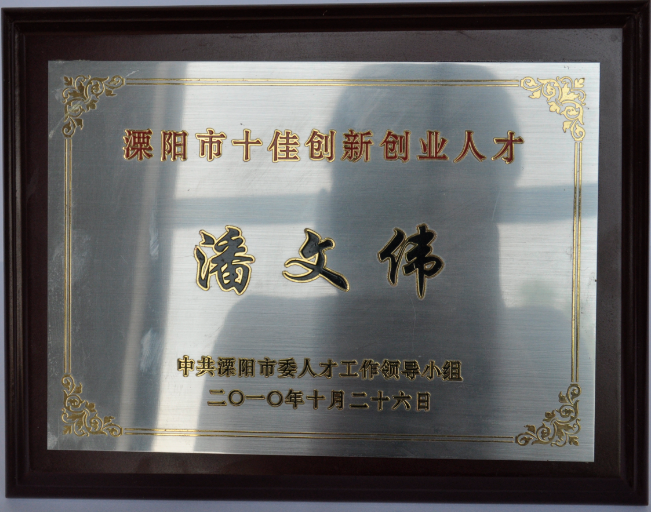 溧阳市十佳创新创业人才
潘文伟
中共溧阳市委人才工作领导小组
二〇一〇年十月二十六日